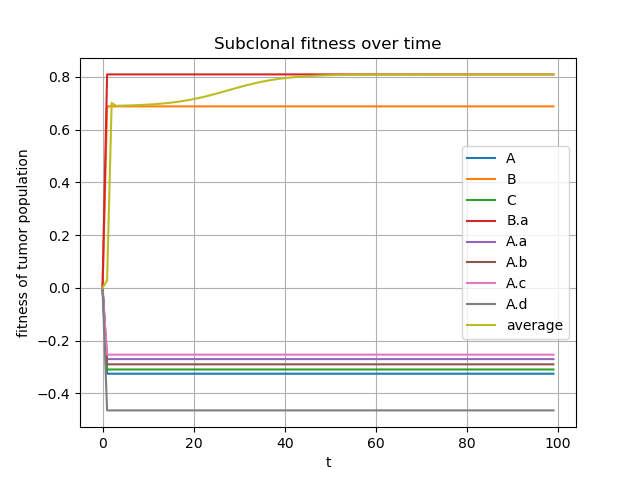 Subclonal fitness over time
fitness of tumor population
0.8
0.6
0.4
0.2
0.0
−0.2
−0.4
A
B
C
B.a
A.a
A.b
A.c
A.d
average
0 20 40 60 80 100
t